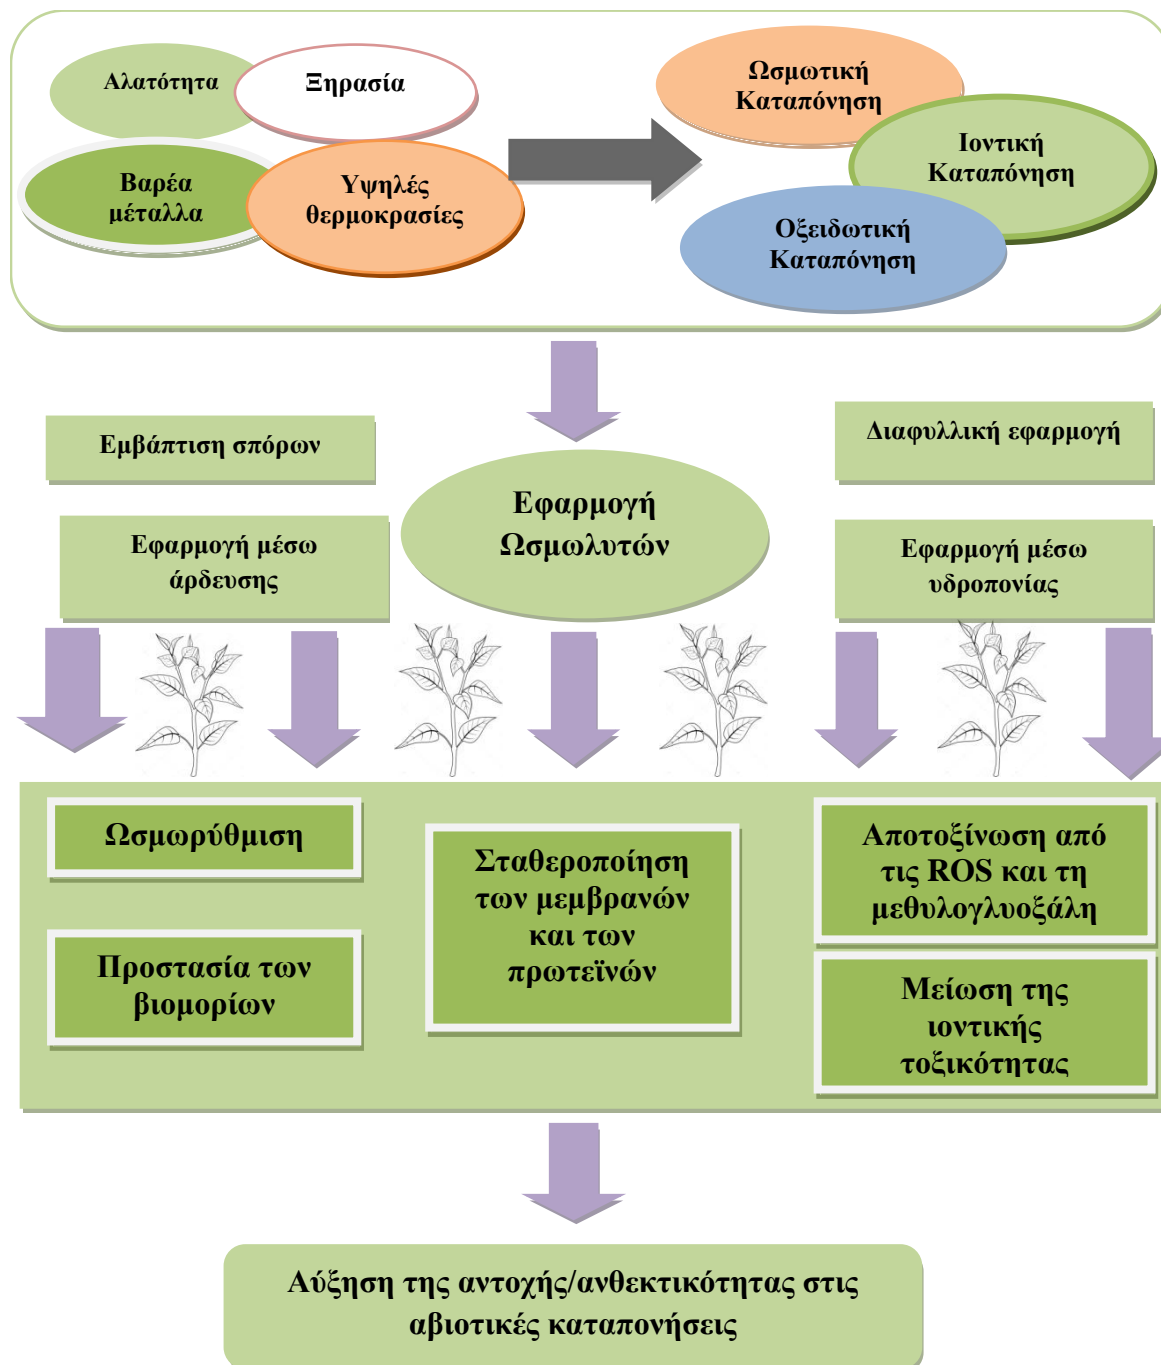 Αλατότητα
Ξηρασία
Βαρέα
μέταλλα
Υψηλές
θερμοκρασίες
Ωσμωτική
Καταπόνηση
Ιοντική
Καταπόνηση
Οξειδωτική
Καταπόνηση
Εμβάπτιση σπόρων
Διαφυλλική εφαρμογή
Εφαρμογή
Ωσμωλυτών
Εφαρμογή μέσω
άρδευσης
Εφαρμογή μέσω
υδροπονίας
Ωσμωρύθμιση
Προστασία των
βιομορίων
Σταθεροποίηση
των μεμβρανών
και των
πρωτεϊνών
Αποτοξίνωση από
τις ROS και τη
μεθυλογλυοξάλη
Μείωση της
ιοντικής
τοξικότητας
Αύξηση της αντοχής/ανθεκτικότητας στις
αβιοτικές καταπονήσεις